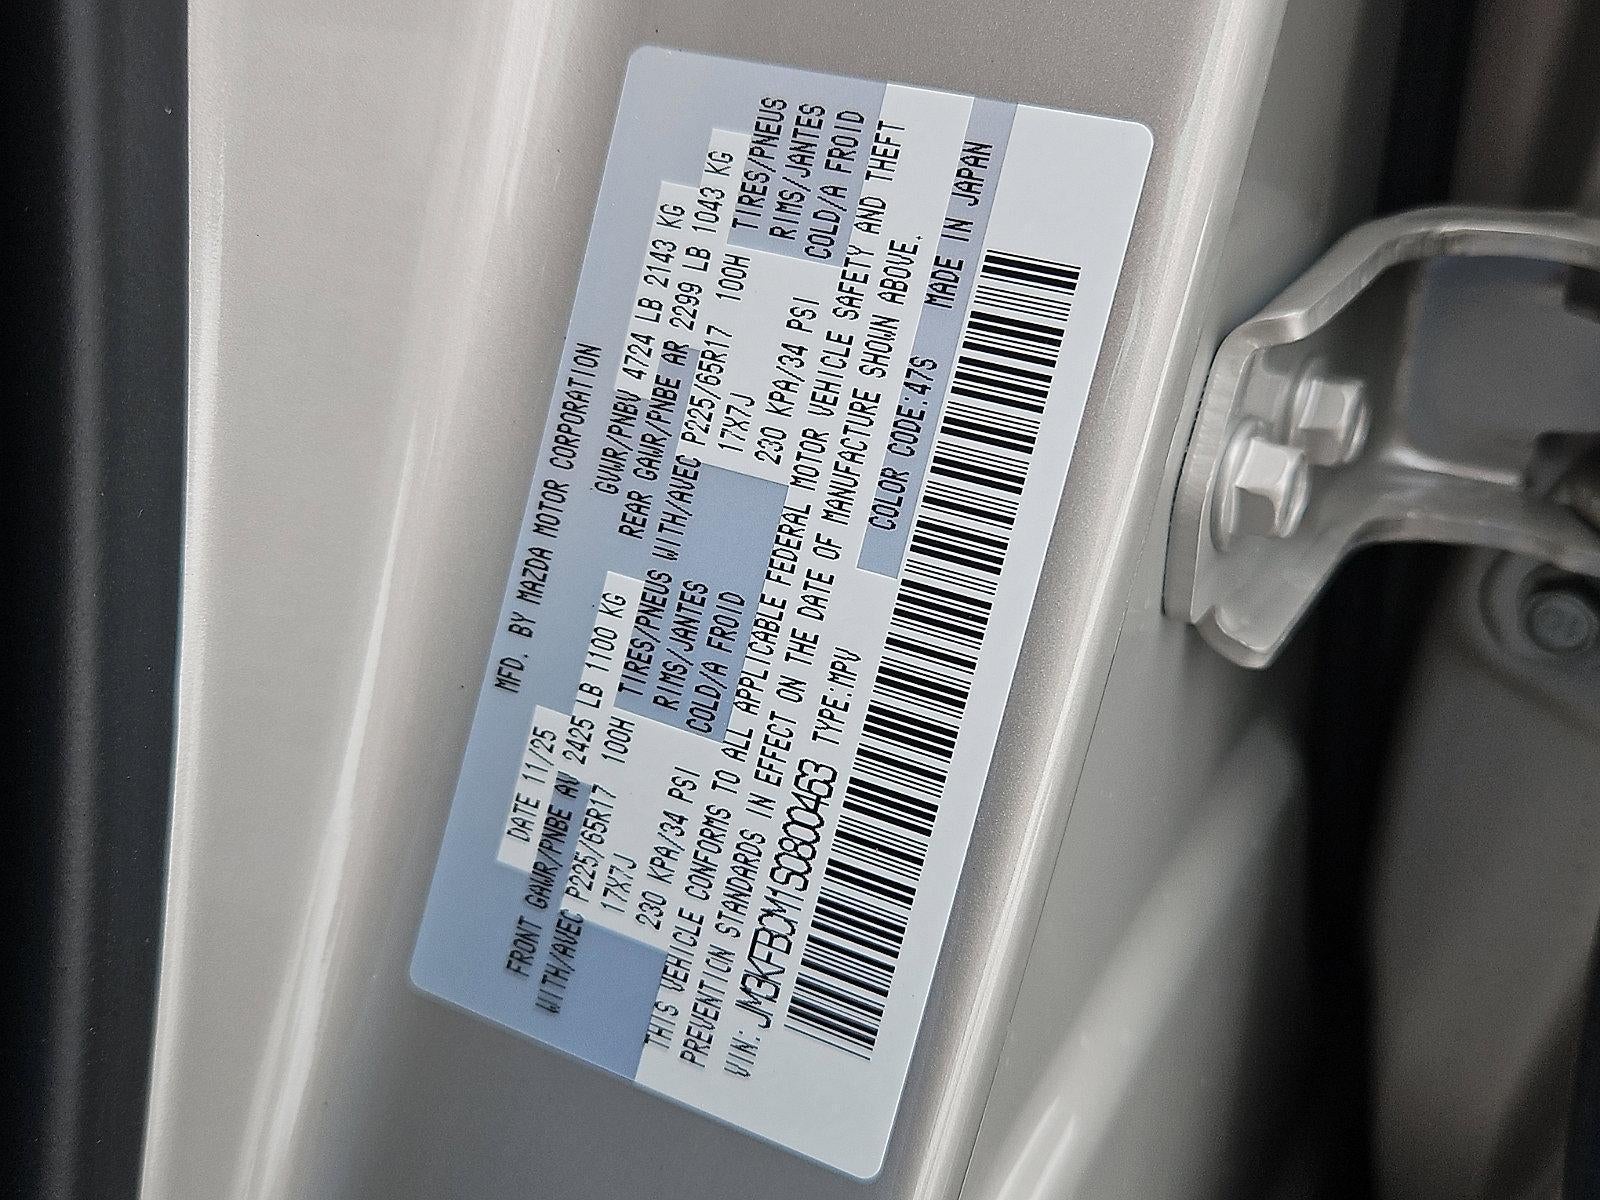 MFD. BY MAZDA MOTOR CORPORATION
DATE 11/25 GVWR/PNBV 4724 LB 2143 KG
FRONT GAWR/PNBE AV 2425 LB 1100 KG REAR GAWR/PNBE AR 2299 LB 1043 KG
WITH/AVEC P225/65R17 100H TIRES/PNEUS WITH/AVEC P225/65R17 100H TIRES/PNEUS
17X7J RIMS/JANTES 17X7J RIMS/JANTES
230 KPA/34 PSI COLD/A FROID 230 KPA/34 PSI COLD/A FROID
THIS VEHICLE CONFORMS TO ALL APPLICABLE FEDERAL MOTOR VEHICLE SAFETY AND THEFT
PREVENTION STANDARDS IN EFFECT ON THE DATE OF MANUFACTURE SHOWN ABOVE.
VIN: JM3KFBCM1S0800463 TYPE:MPV COLOR CODE:47S MADE IN JAPAN